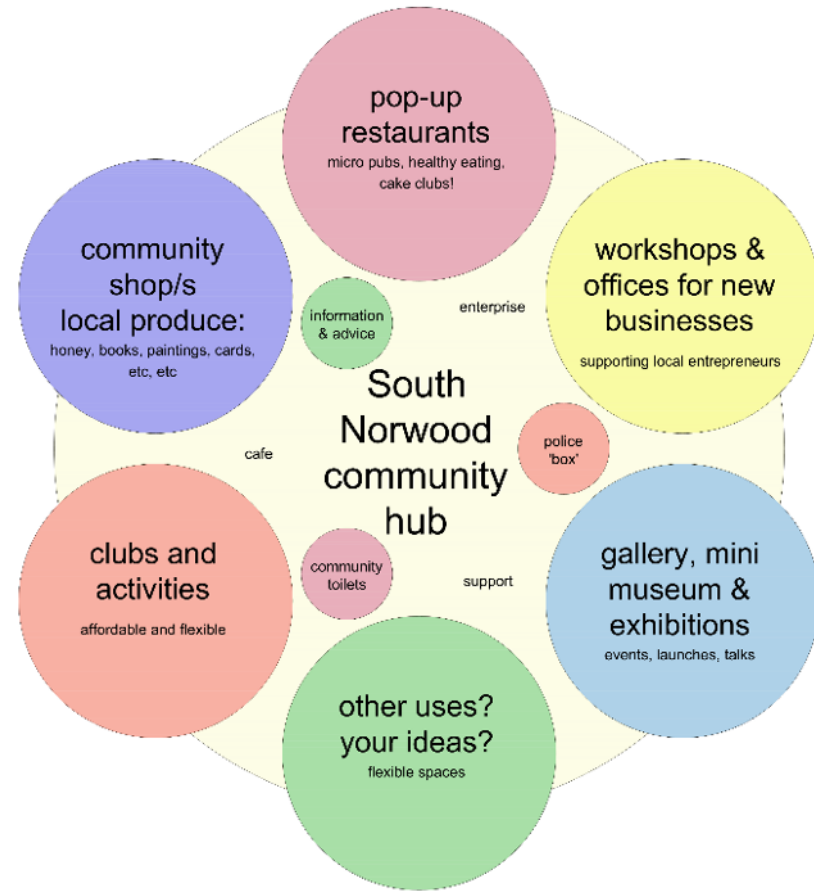 pop-up
restaurants
micro pubs, healthy eating,
cake clubs!
community
shop/s
local produce:
honey, books, paintings, cards,
etc, etc
workshops &
offices for new
businesses
supporting local entrepreneurs
information
& advice
enterprise
South
Norwood
community
hub
cafe
police
'box'
clubs and
activities
affordable and flexible
community
toilets
support
gallery, mini
museum &
exhibitions
events, launches, talks
other uses?
your ideas?
flexible spaces